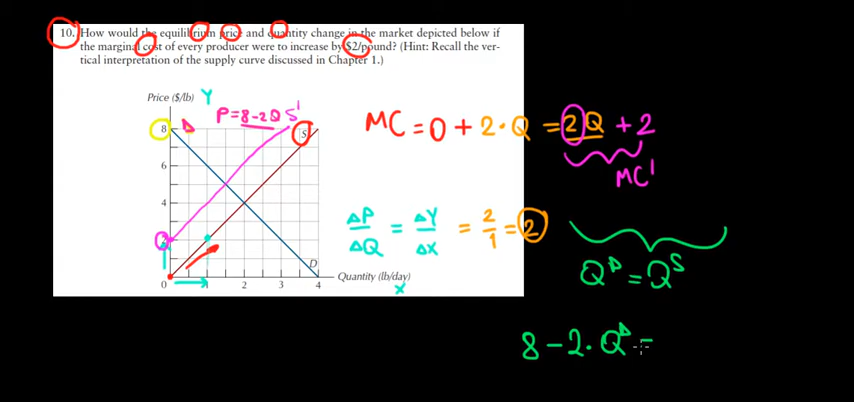 10. How would the equilibrium price and quantity change in the market depicted below if
the marginal cost of every producer were to increase by $2/pound? (Hint: Recall the ver-
tical interpretation of the supply curve discussed in Chapter 1.)
Price ($/lb) Y
P=8-2Q S'
8 D
S
6
4
2
D
0 2 3 4
Quantity (lb/day)
X
MC = 0 + 2·Q = 2Q + 2
MC'
ΔP/ΔQ = ΔY/ΔX = 2/1 = 2
Q^D = Q^S
8 - 2·Q^D =